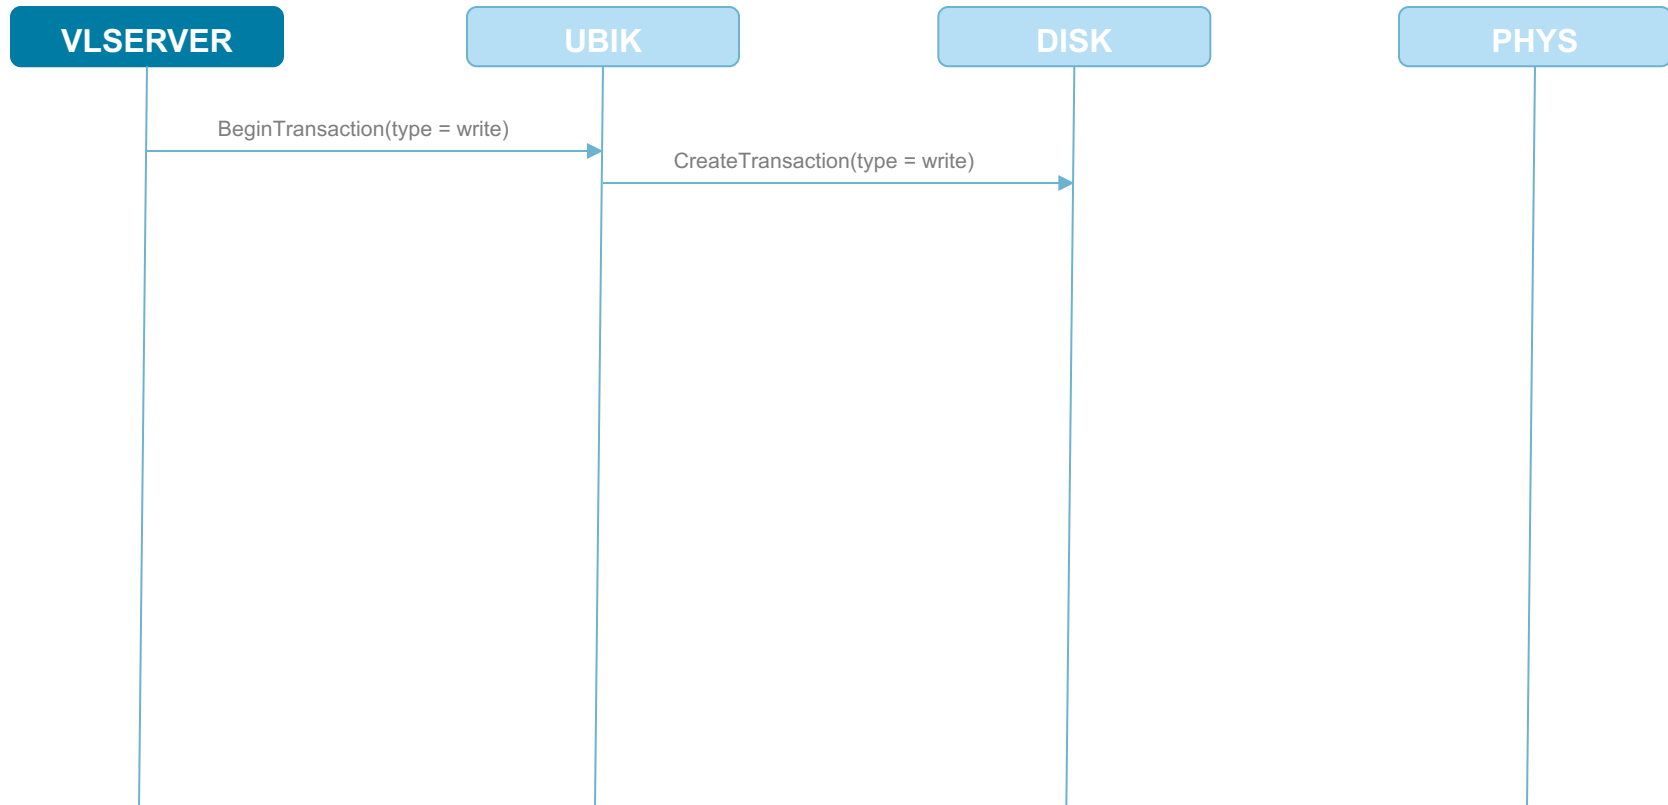 VLSERVER
UBIK
DISK
PHYS
BeginTransaction(type = write)
CreateTransaction(type = write)